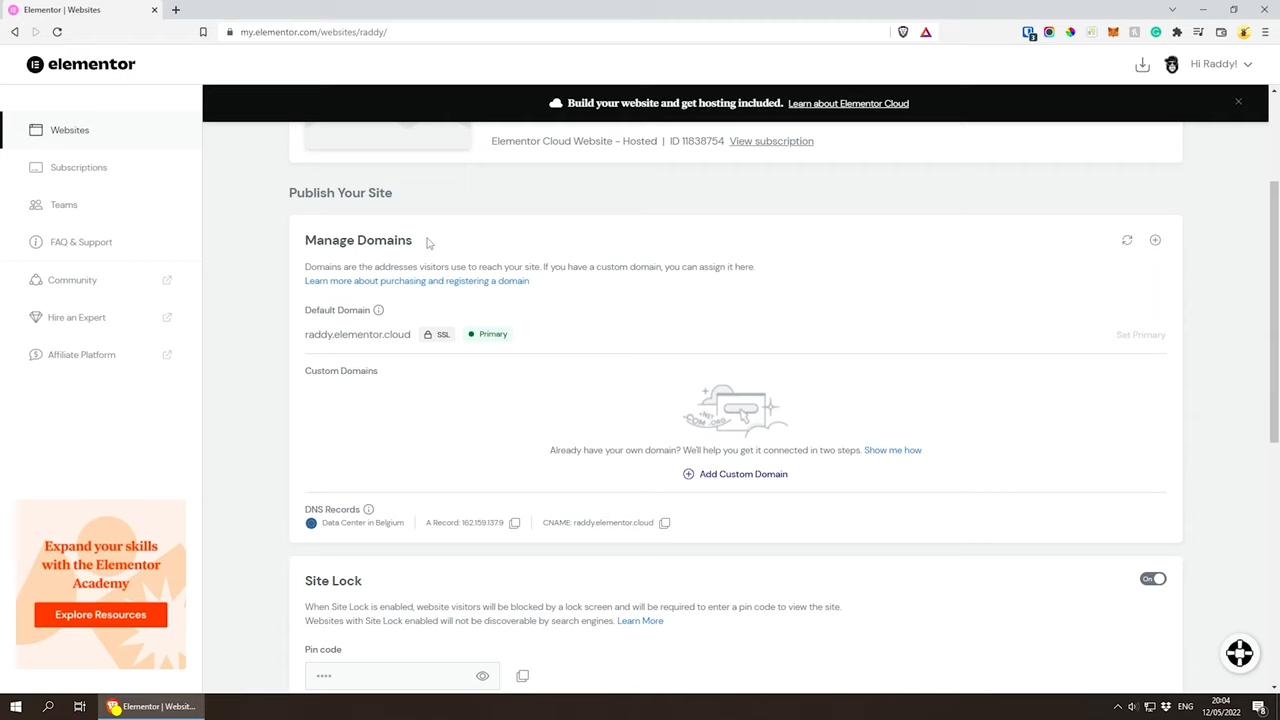 Elementor | Websites
my.elementor.com/websites/raddy/
elementor
Hi Raddy!
Build your website and get hosting included. Learn about Elementor Cloud
Websites
Subscriptions
Teams
FAQ & Support
Community
Hire an Expert
Affiliate Platform
Expand your skills
with the Elementor
Academy
Explore Resources
Elementor Cloud Website - Hosted | ID 11838754 View subscription
Publish Your Site
Manage Domains
Domains are the addresses visitors use to reach your site. If you have a custom domain, you can assign it here.
Learn more about purchasing and registering a domain
Default Domain
raddy.elementor.cloud SSL Primary Set Primary
Custom Domains
.NET
COM .ORG
Already have your own domain? We'll help you get it connected in two steps. Show me how
Add Custom Domain
DNS Records
Data Center in Belgium A Record: 162.159.137.9 CNAME: raddy.elementor.cloud
Site Lock
On
When Site Lock is enabled, website visitors will be blocked by a lock screen and will be required to enter a pin code to view the site.
Websites with Site Lock enabled will not be discoverable by search engines. Learn More
Pin code
••••
Elementor | Websit...
ENG
20:04
12/05/2022
8